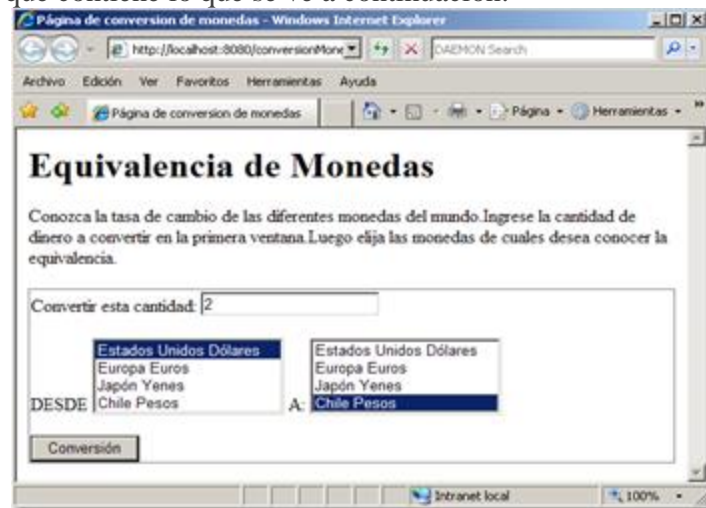 que contiene lo que se ve a continuación.
Página de conversion de monedas - Windows Internet Explorer
http://localhost:8080/conversionMone
DAEMON Search
Archivo Edición Ver Favoritos Herramientas Ayuda
Página de conversion de monedas
Página
Herramientas
Equivalencia de Monedas
Conozca la tasa de cambio de las diferentes monedas del mundo.Ingrese la cantidad de
dinero a convertir en la primera ventana.Luego elija las monedas de cuales desea conocer la
equivalencia.
Convertir esta cantidad: 2
Estados Unidos Dólares
Europa Euros
Japón Yenes
DESDE Chile Pesos
Estados Unidos Dólares
Europa Euros
Japón Yenes
A: Chile Pesos
Conversión
Intranet local
100%